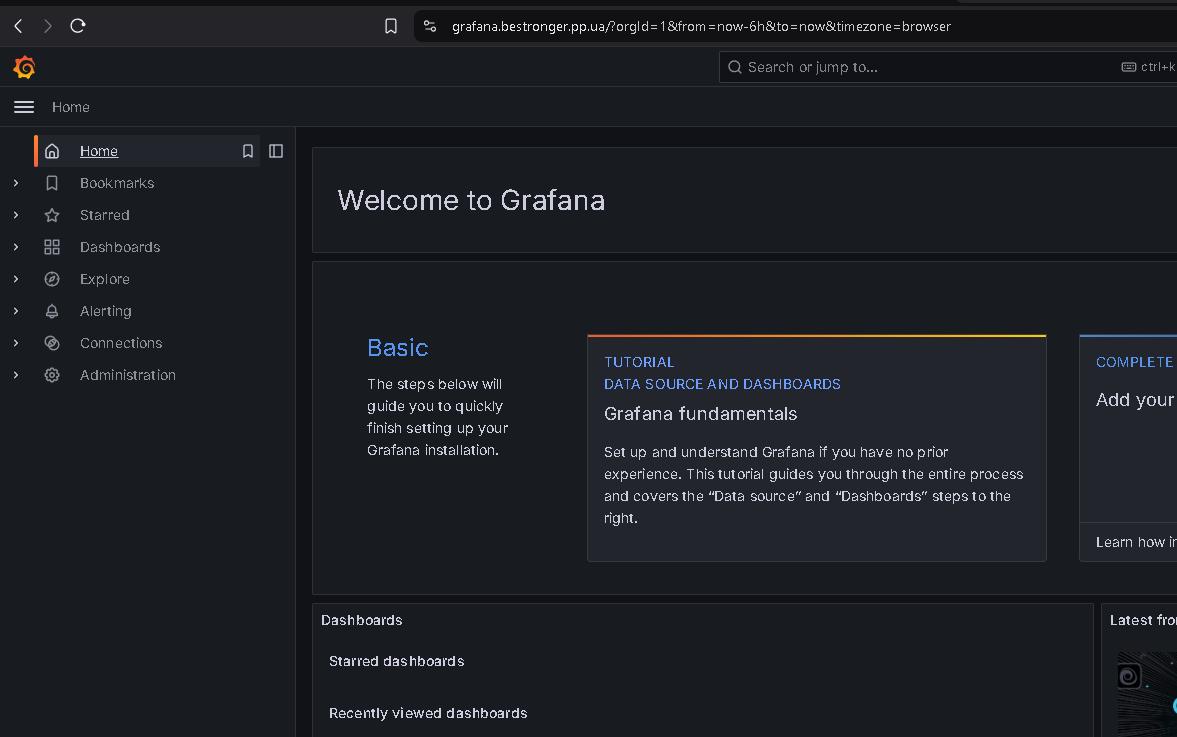 grafana.bestronger.pp.ua/?orgId=1&from=now-6h&to=now&timezone=browser
Search or jump to...
ctrl+k
Home
Home
Bookmarks
Starred
Dashboards
Explore
Alerting
Connections
Administration
Welcome to Grafana
Basic
The steps below will
guide you to quickly
finish setting up your
Grafana installation.
TUTORIAL
DATA SOURCE AND DASHBOARDS
Grafana fundamentals
Set up and understand Grafana if you have no prior
experience. This tutorial guides you through the entire process
and covers the “Data source” and “Dashboards” steps to the
right.
COMPLETE
Add your
Learn how in
Dashboards
Starred dashboards
Recently viewed dashboards
Latest fro